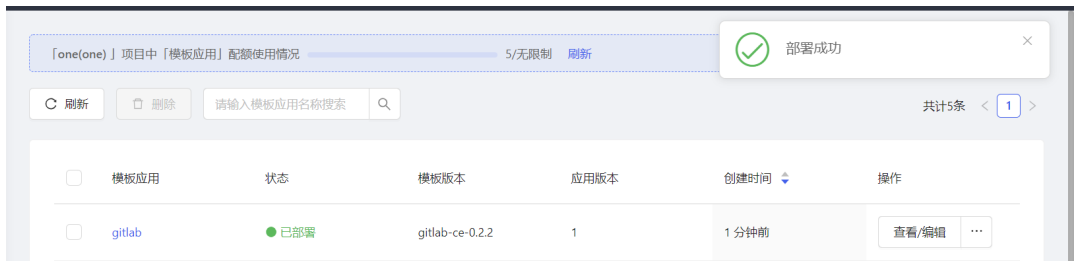 「one(one) 」项目中「模板应用」配额使用情况 5/无限制 刷新
部署成功
刷新 删除 请输入模板应用名称搜索 共计5条 < 1 >
模板应用 状态 模板版本 应用版本 创建时间 操作
gitlab 已部署 gitlab-ce-0.2.2 1 1 分钟前 查看/编辑 ...